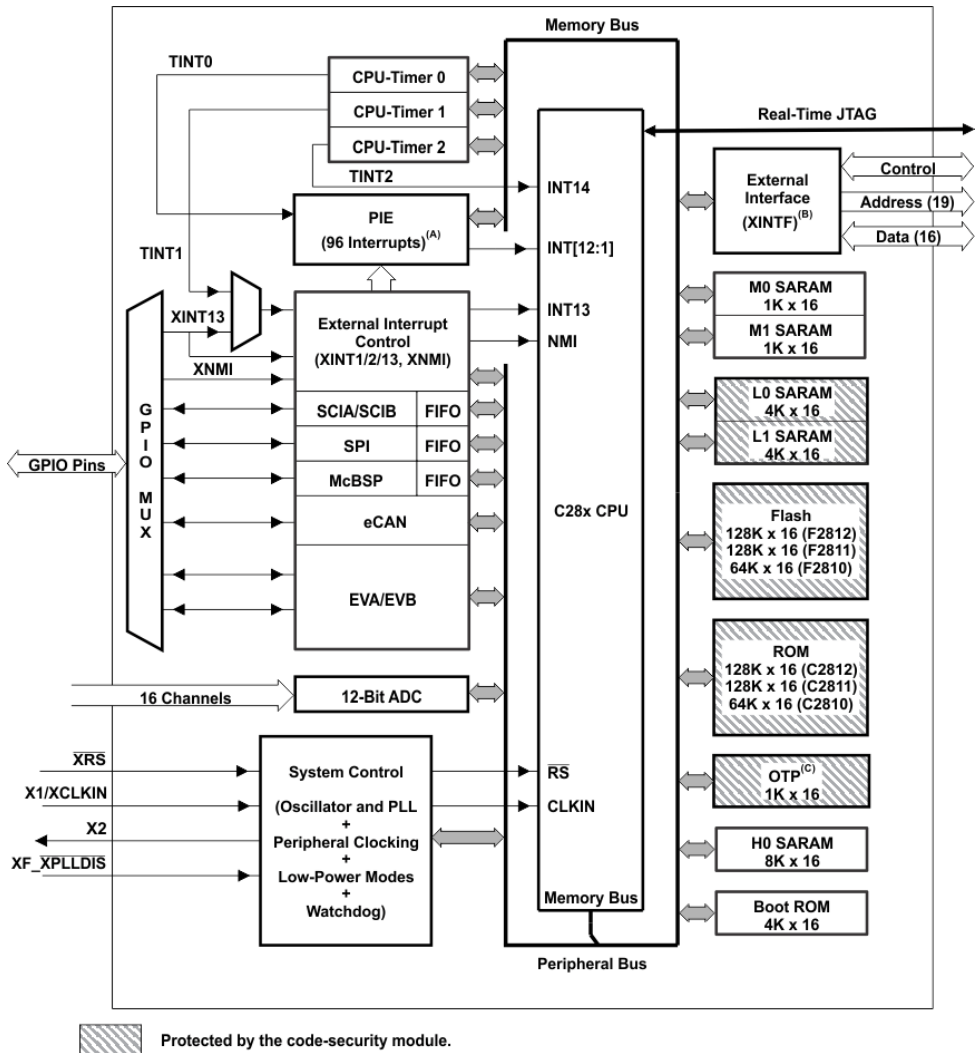 Memory Bus
TINT0
CPU-Timer 0
CPU-Timer 1
CPU-Timer 2
TINT2
Real-Time JTAG
INT14
External
Interface
(XINTF)(B)
Control
Address (19)
Data (16)
PIE
(96 Interrupts)(A)
INT[12:1]
TINT1
XINT13
External Interrupt
Control
(XINT1/2/13, XNMI)
INT13
NMI
M0 SARAM
1K x 16
M1 SARAM
1K x 16
XNMI
GPIO MUX
GPIO Pins
SCIA/SCIB
FIFO
SPI
FIFO
McBSP
FIFO
eCAN
EVA/EVB
C28x CPU
L0 SARAM
4K x 16
L1 SARAM
4K x 16
Flash
128K x 16 (F2812)
128K x 16 (F2811)
64K x 16 (F2810)
ROM
128K x 16 (C2812)
128K x 16 (C2811)
64K x 16 (C2810)
16 Channels
12-Bit ADC
XRS
X1/XCLKIN
X2
XF_XPLLDIS
System Control
(Oscillator and PLL
+
Peripheral Clocking
+
Low-Power Modes
+
Watchdog)
RS
CLKIN
OTP(C)
1K x 16
H0 SARAM
8K x 16
Boot ROM
4K x 16
Memory Bus
Peripheral Bus
Protected by the code-security module.